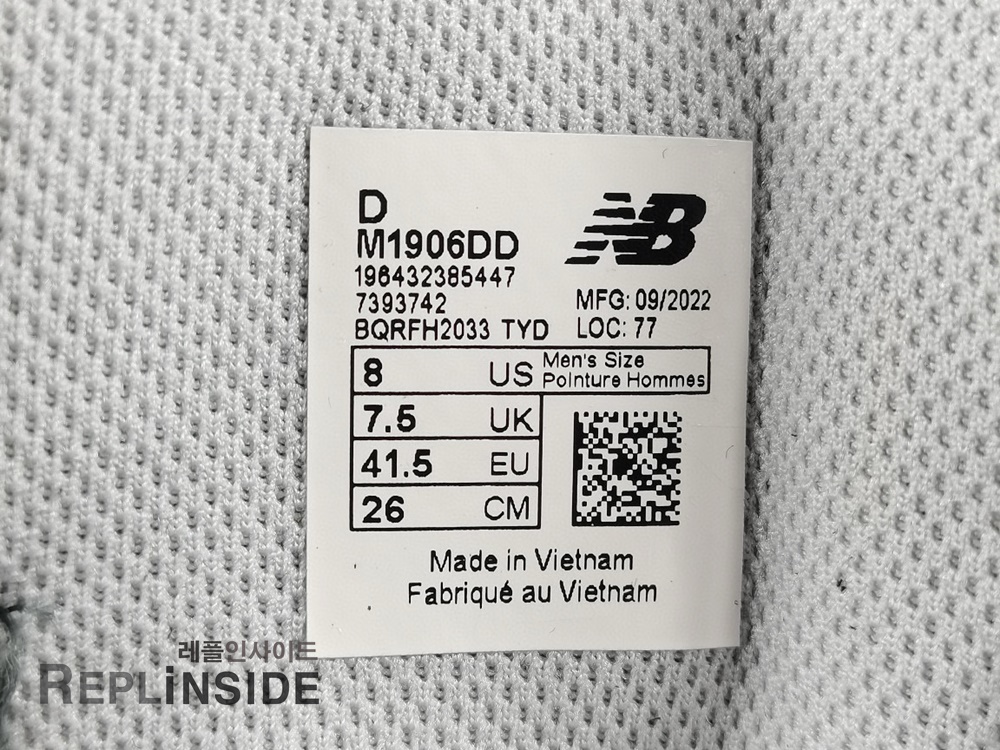 D
M1906DD
196432385447
7393742
BQRFH2033 TYD
NB
MFG: 09/2022
LOC: 77
8 US Men's Size
Pointure Hommes
7.5 UK
41.5 EU
26 CM
Made in Vietnam
Fabriqué au Vietnam
레플인사이드
REPLiNSIDE